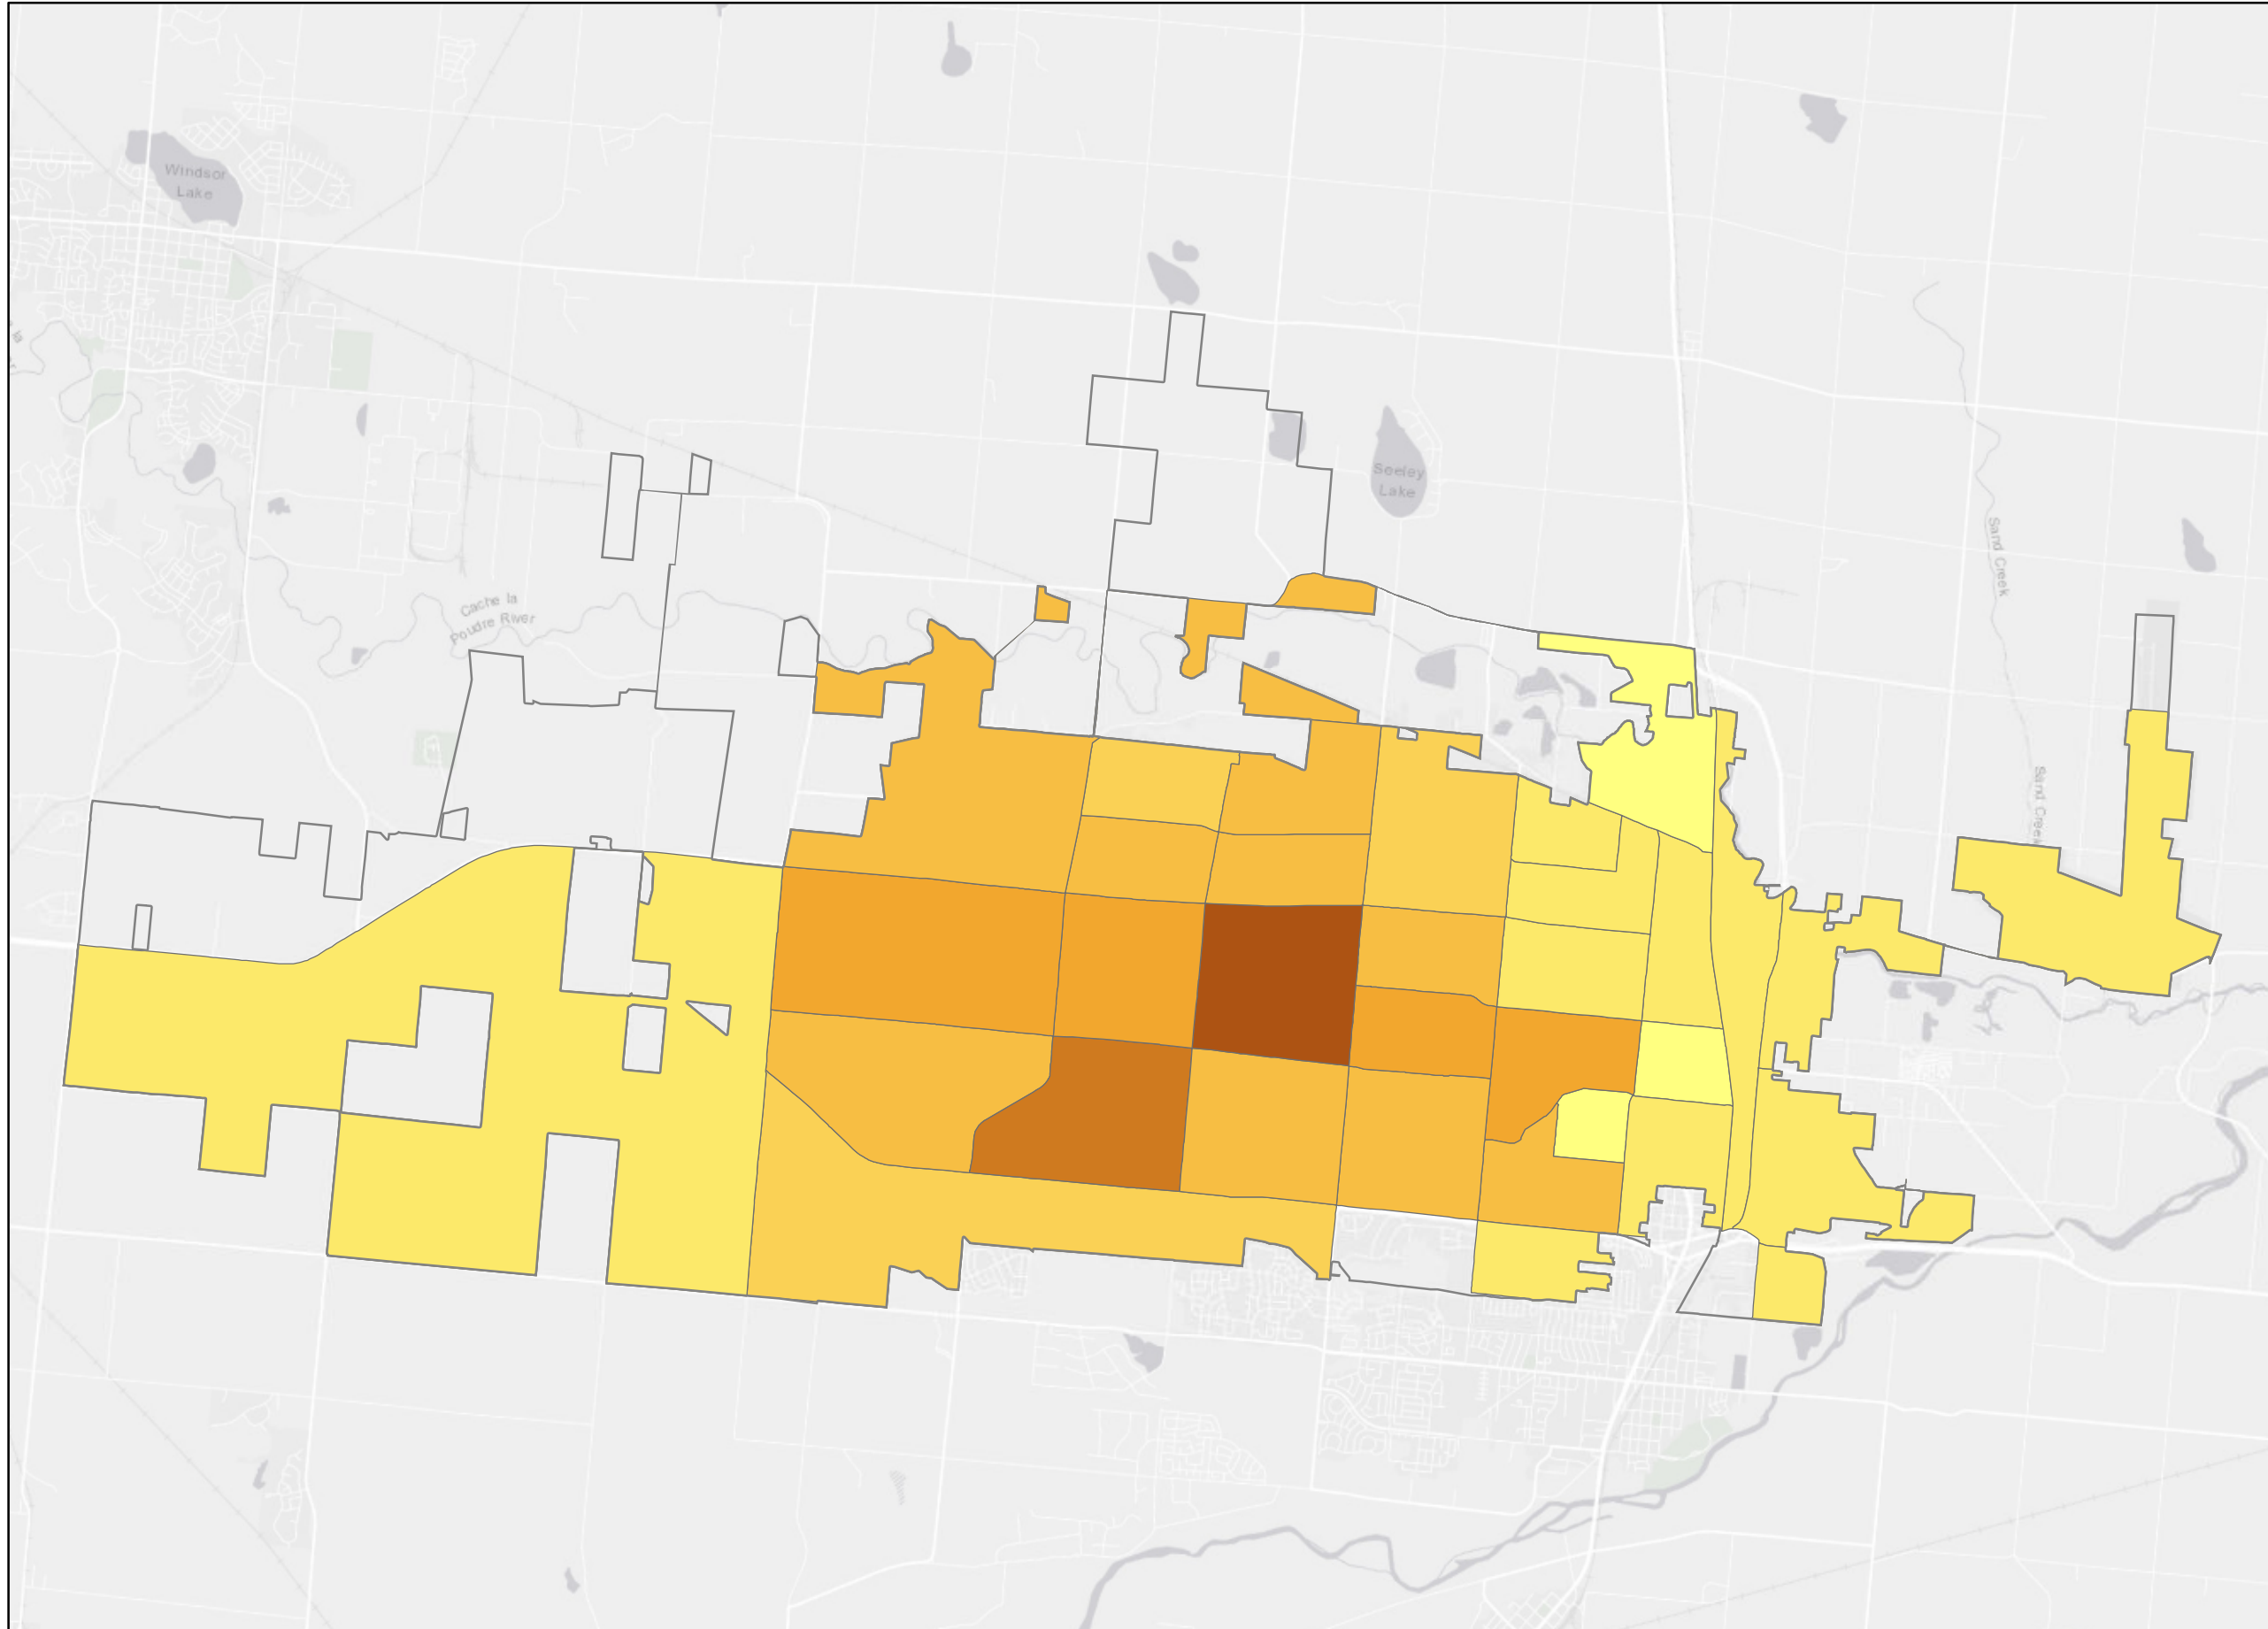 Windsor
Lake
Seeley
Lake
Sand Creek
Cache la
Poudre River
Sand Creek